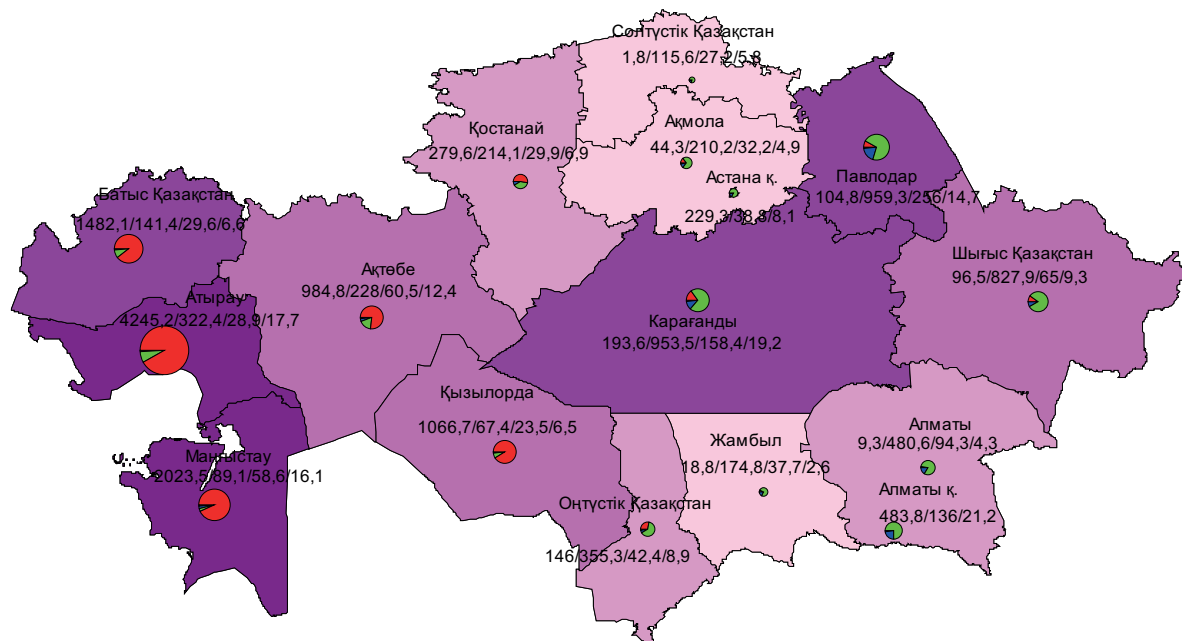 Солтүстік Қазақстан
1,8/115,6/27,2/5,8
Қостанай
279,6/214,1/29,9/6,9
Ақмола
44,3/210,2/32,2/4,9
Астана қ.
229,3/38,8/8,1
Павлодар
104,8/959,3/256/14,7
Батыс Қазақстан
1482,1/141,4/29,6/6,6
Ақтөбе
984,8/228/60,5/12,4
Шығыс Қазақстан
96,5/827,9/65/9,3
Атырау
4245,2/322,4/28,9/17,7
Карағанды
193,6/953,5/158,4/19,2
Қызылорда
1066,7/67,4/23,5/6,5
Жамбыл
18,8/174,8/37,7/2,6
Алматы
9,3/480,6/94,3/4,3
Алматы қ.
483,8/136/21,2
Маңғыстау
2023,5/89,1/58,6/16,1
Оңтүстік Қазақстан
146/355,3/42,4/8,9